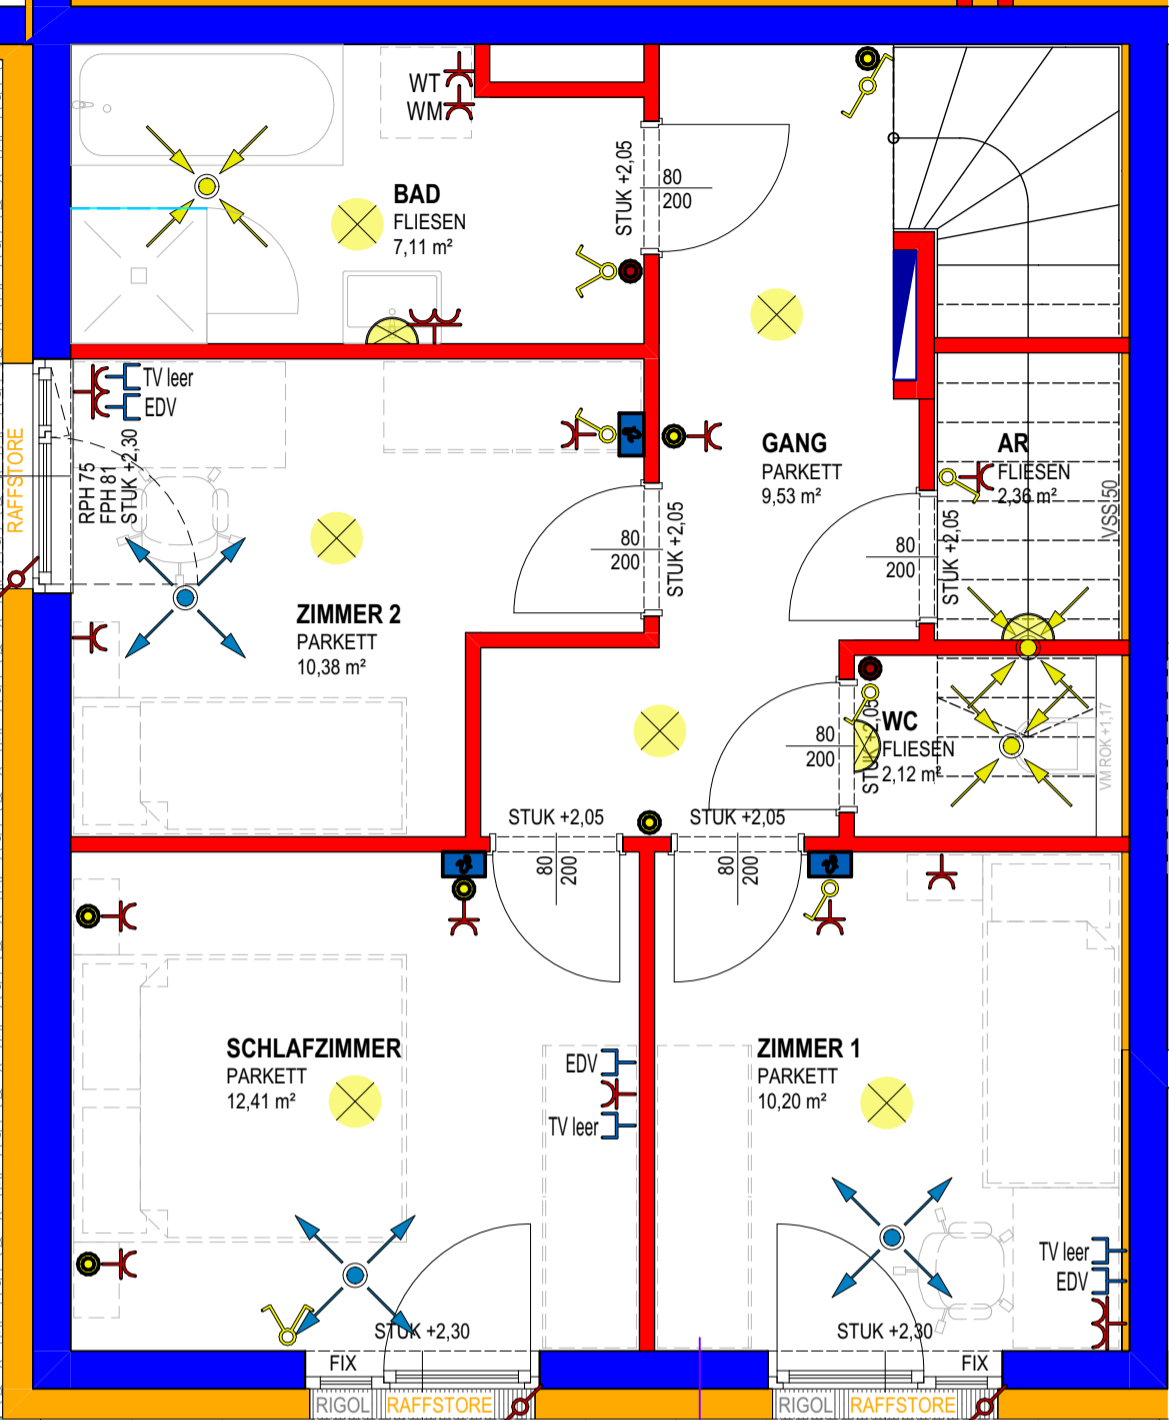 WT
WM
BAD
FLIESEN
7,11 m²
STUK +2,05
80
200
TV leer
EDV
RAFFSTORE
RPH 75
FPH 81
STUK +2,30
GANG
PARKETT
9,53 m²
AR
FLIESEN
2,36 m²
VSSI50
80
200
STUK +2,05
80
200
STUK +2,05
ZIMMER 2
PARKETT
10,38 m²
WC
FLIESEN
2,12 m²
80
200
STUK +2,05
VM ROK +1,17
STUK +2,05
STUK +2,05
80
200
80
200
SCHLAFZIMMER
PARKETT
12,41 m²
EDV
TV leer
ZIMMER 1
PARKETT
10,20 m²
TV leer
EDV
STUK +2,30
STUK +2,30
FIX
FIX
RIGOL
RAFFSTORE
RIGOL
RAFFSTORE